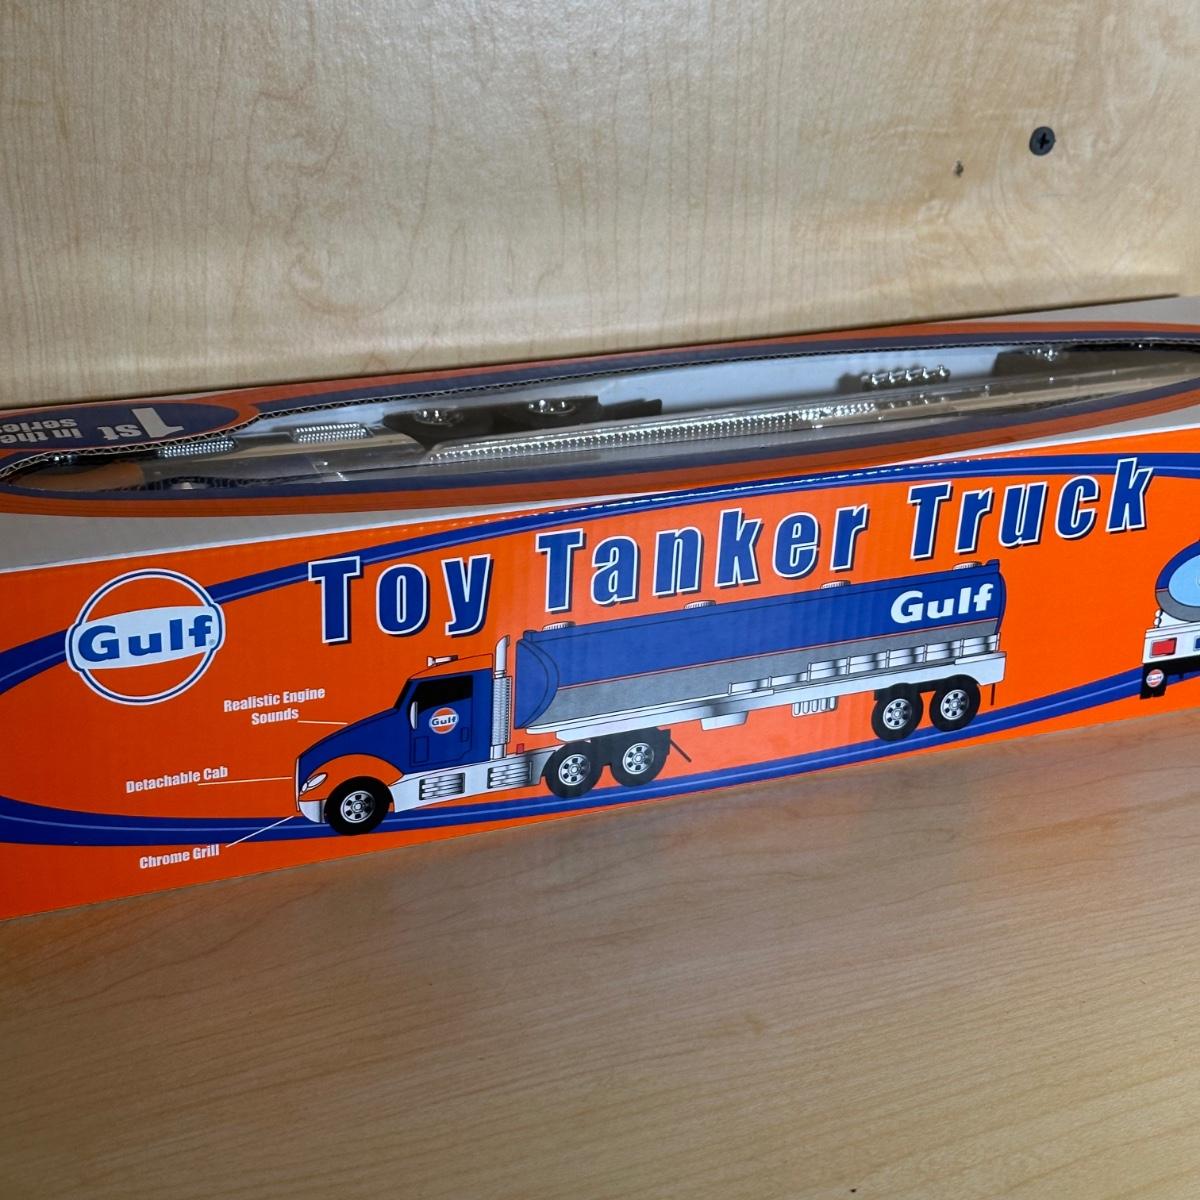 1st in the
series
Toy Tanker Truck
Gulf
Gulf
Realistic Engine
Sounds
Gulf
Detachable Cab
Chrome Grill